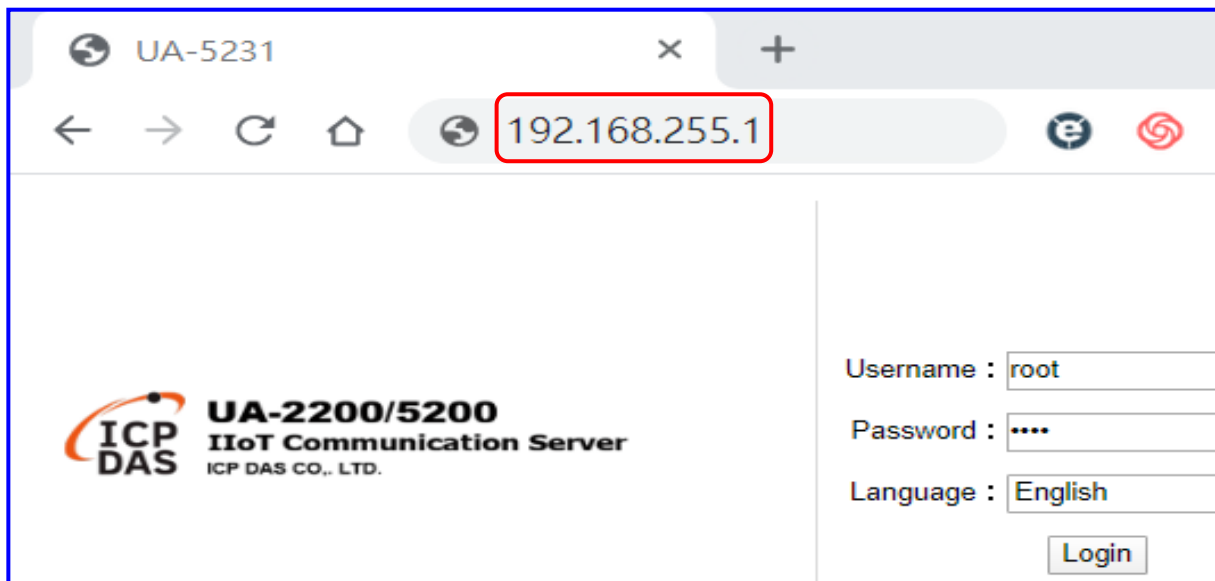 UA-5231
192.168.255.1
ICP DAS
UA-2200/5200
IIoT Communication Server
ICP DAS CO,. LTD.
Username : root
Password : ••••
Language : English
Login